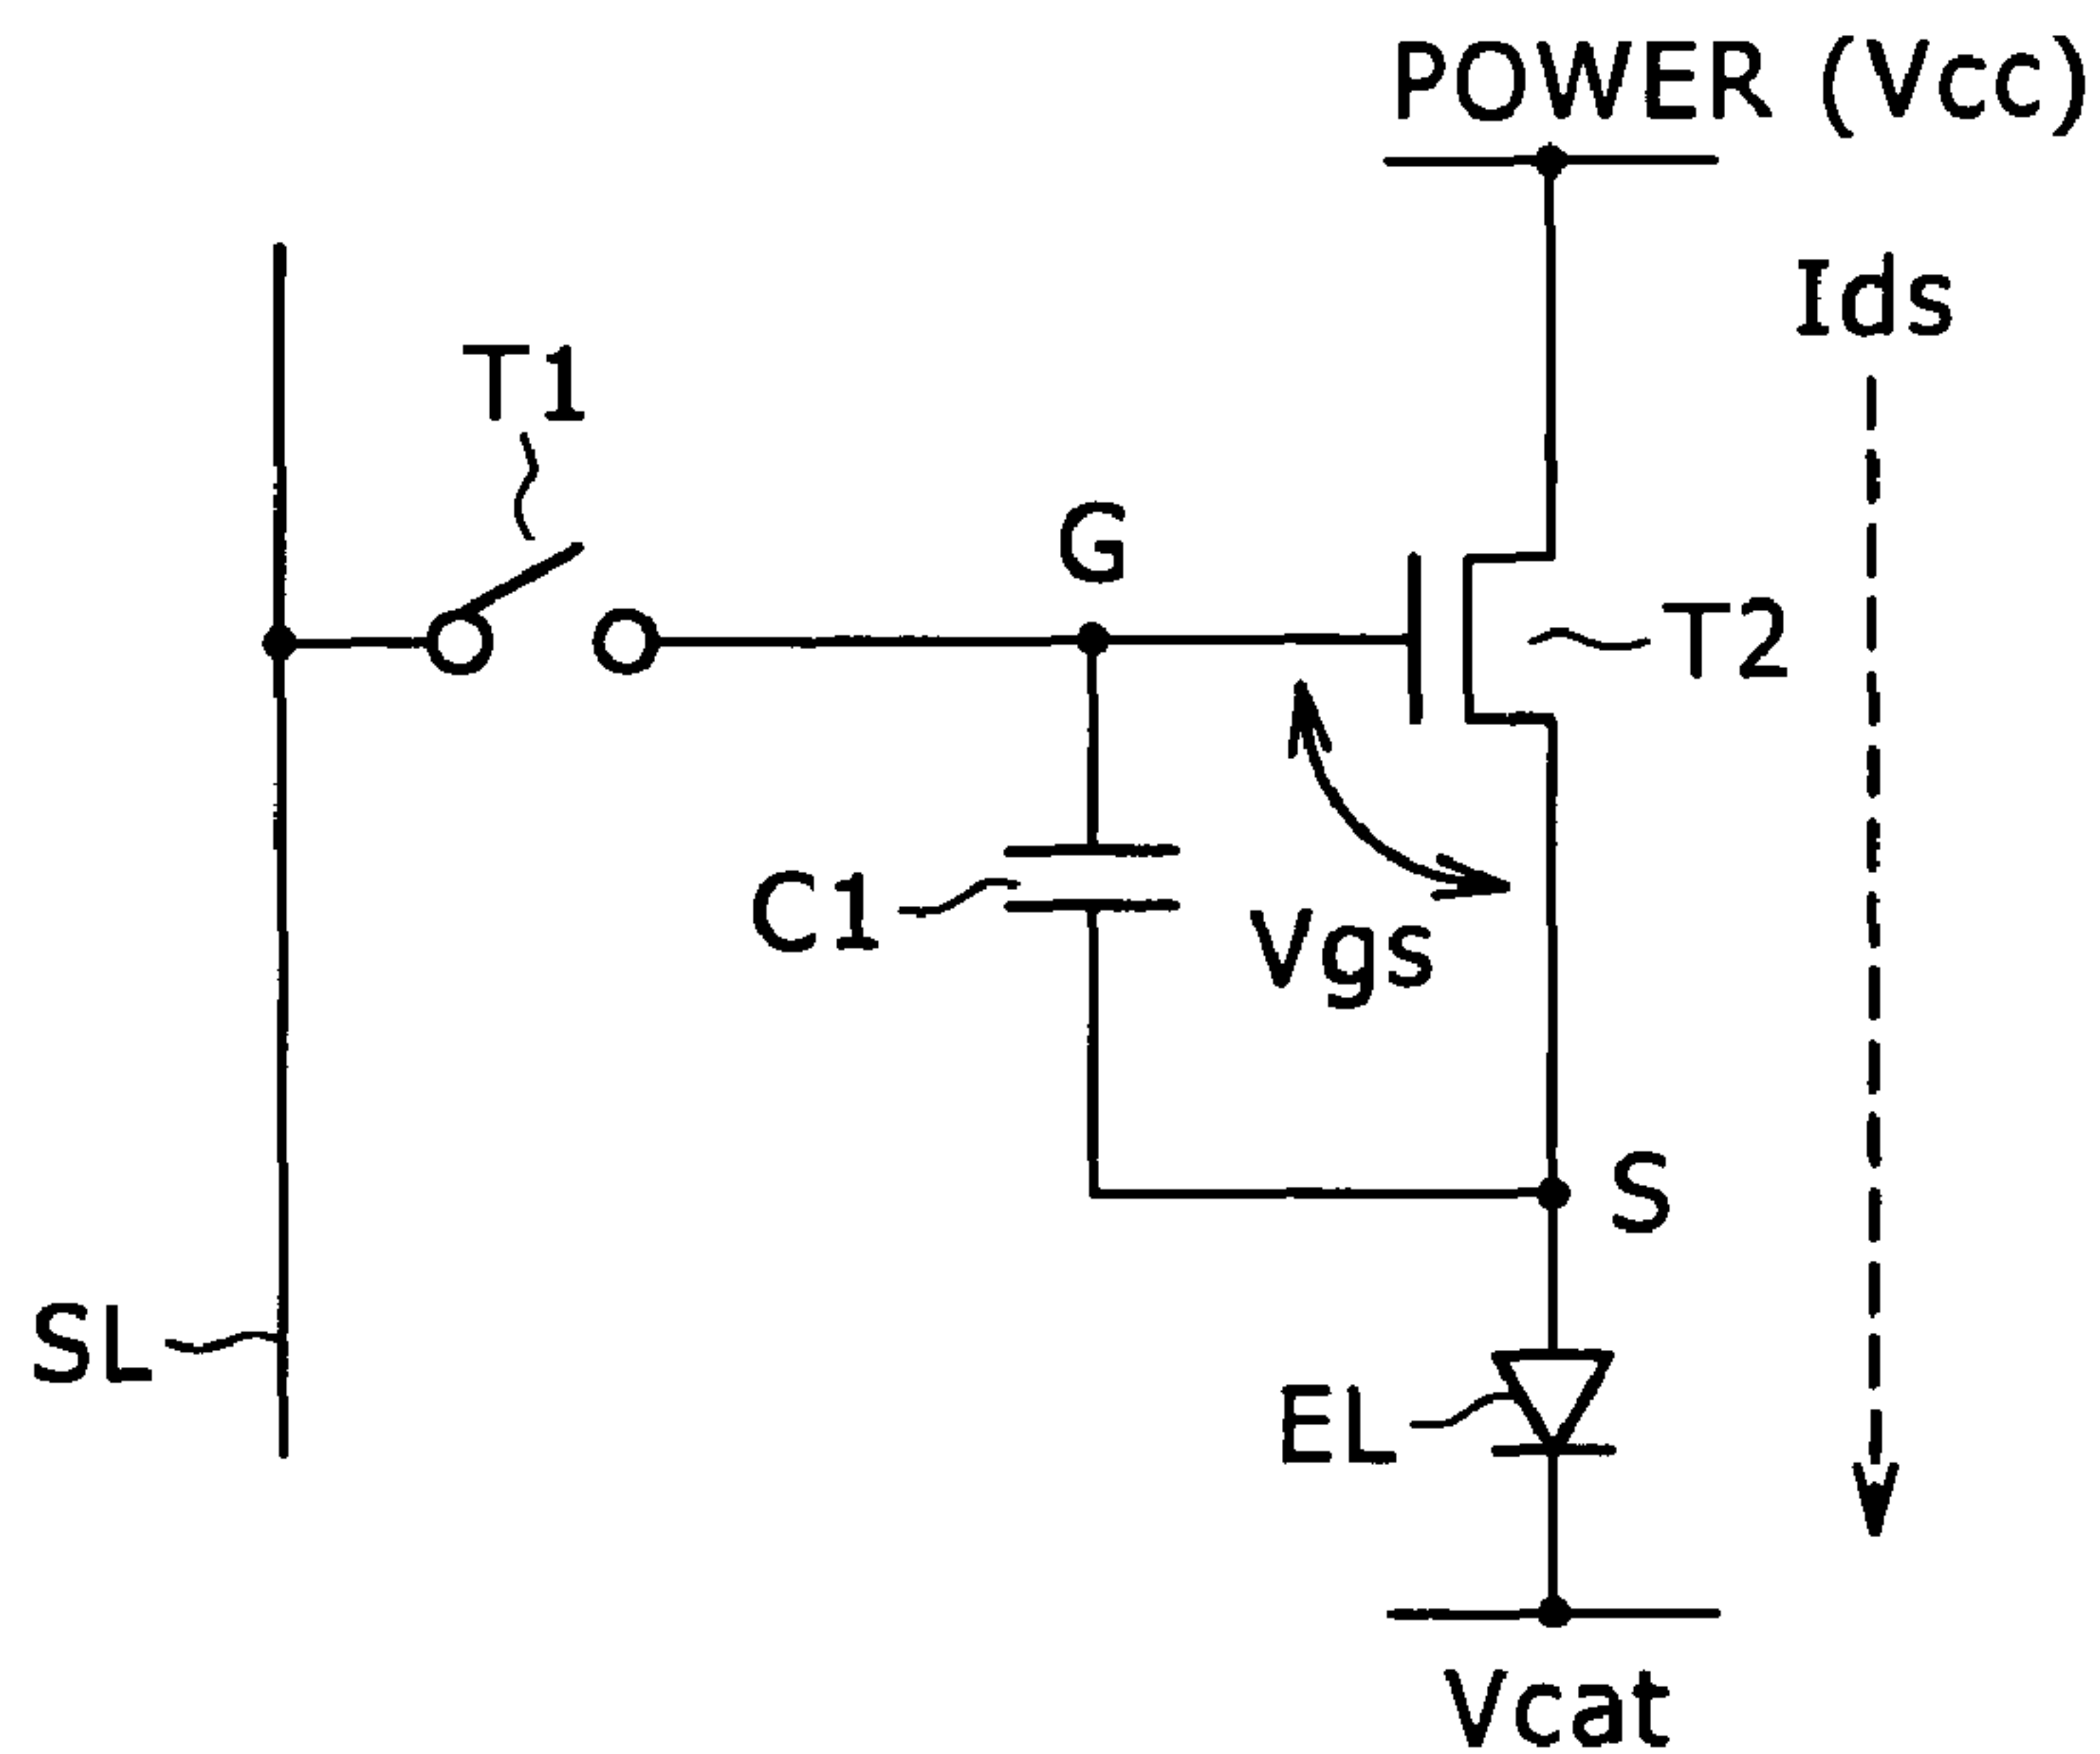 POWER (Vcc)
Ids
T1
G
T2
C1
Vgs
S
SL
EL
Vcat